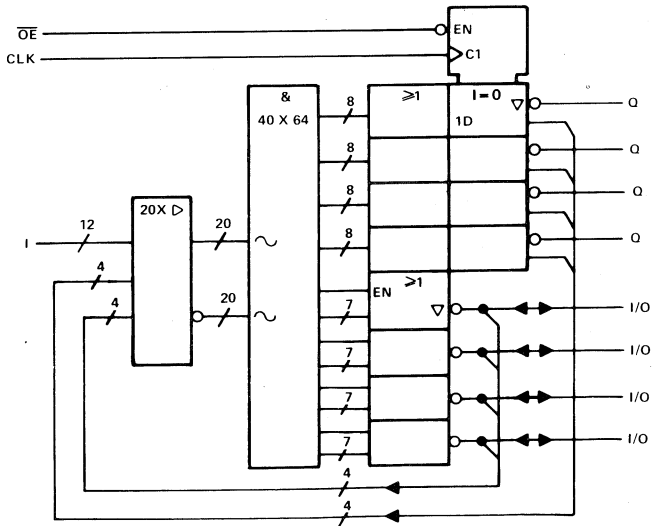 OE
EN
CLK
C1
&
40 X 64
≥1
I=0
▽
1D
8
Q
8
Q
8
Q
8
Q
20X ▷
I
12
20
4
4
20
EN ≥1
▽
7
I/O
7
I/O
7
I/O
7
I/O
4
4